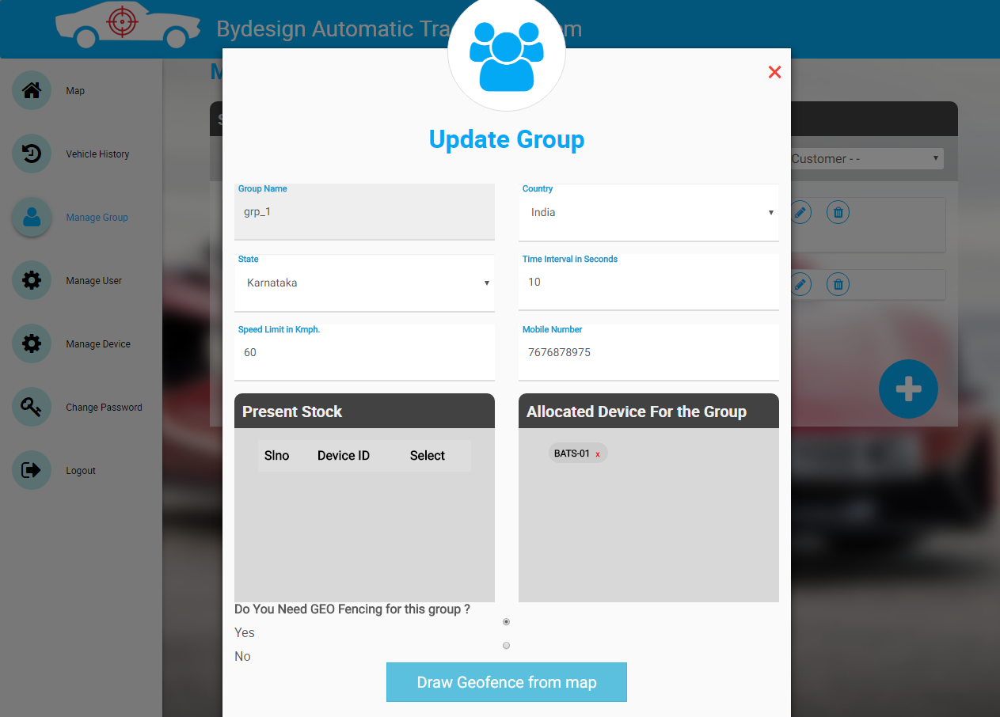 Bydesign Automatic Tra m
M
Map
Vehicle History
Manage Group
Manage User
Manage Device
Change Password
Logout
S
Customer - -
Update Group
Group Name
grp_1
Country
India
State
Karnataka
Time Interval in Seconds
10
Speed Limit in Kmph.
60
Mobile Number
7676878975
Present Stock
Slno Device ID Select
Allocated Device For the Group
BATS-01 x
Do You Need GEO Fencing for this group ?
Yes
No
Draw Geofence from map